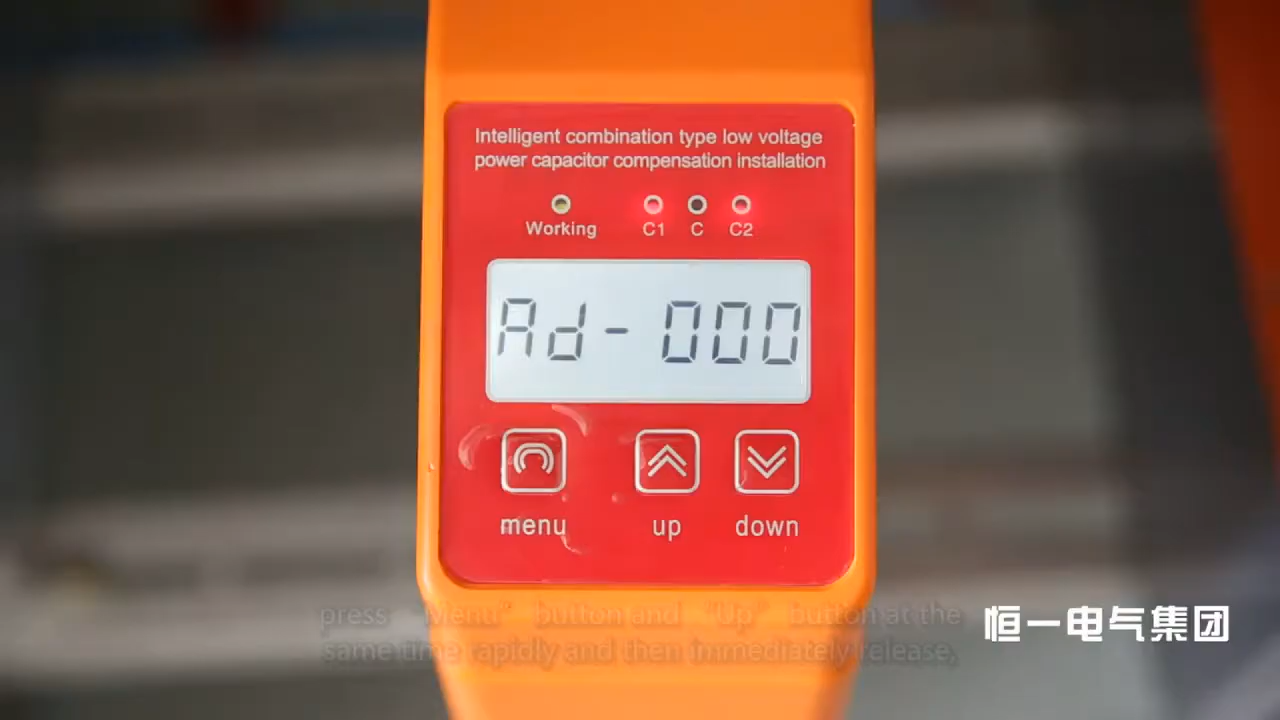 Intelligent combination type low voltage
power capacitor compensation installation
Working C1 C C2
Ad- 000
menu up down
press "Menu" button and "Up" button at the
same time rapidly and then immediately release,
恒一电气集团